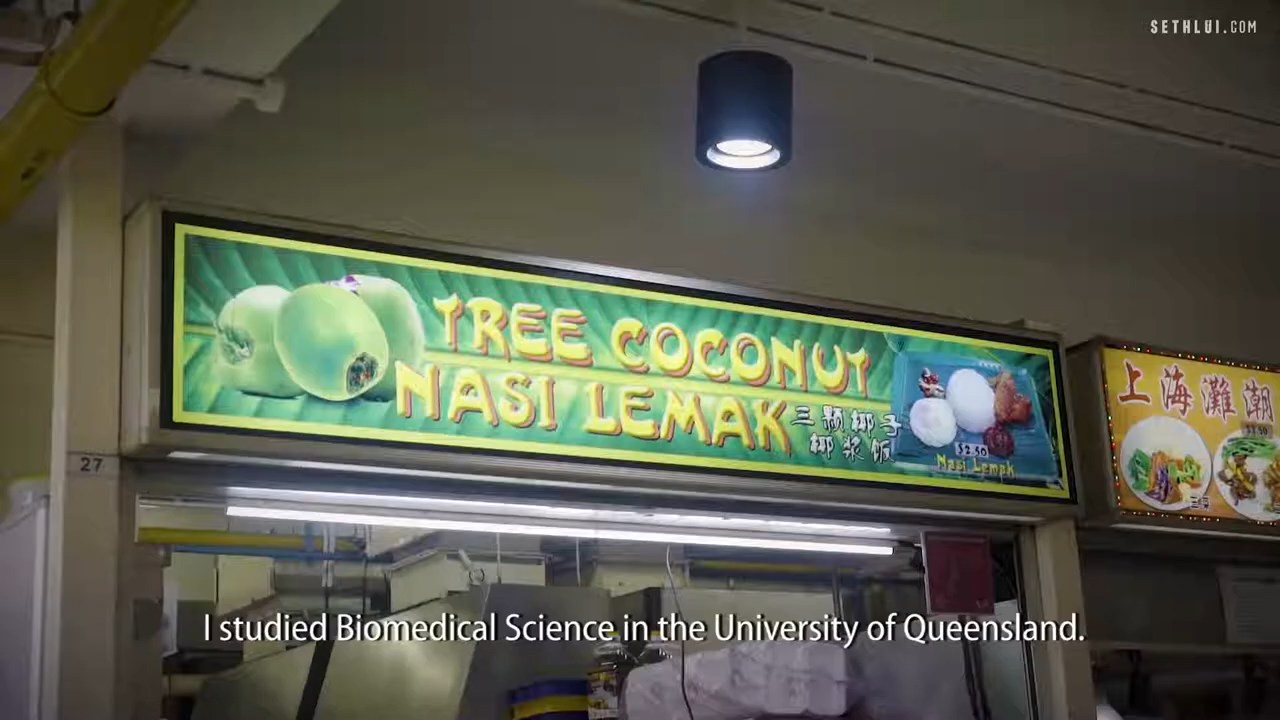 SETHLUI.COM
TREE COCONUT
NASI LEMAK
三颗椰子
椰浆饭
$2.50
Nasi Lemak
上海灘潮
27
I studied Biomedical Science in the University of Queensland.